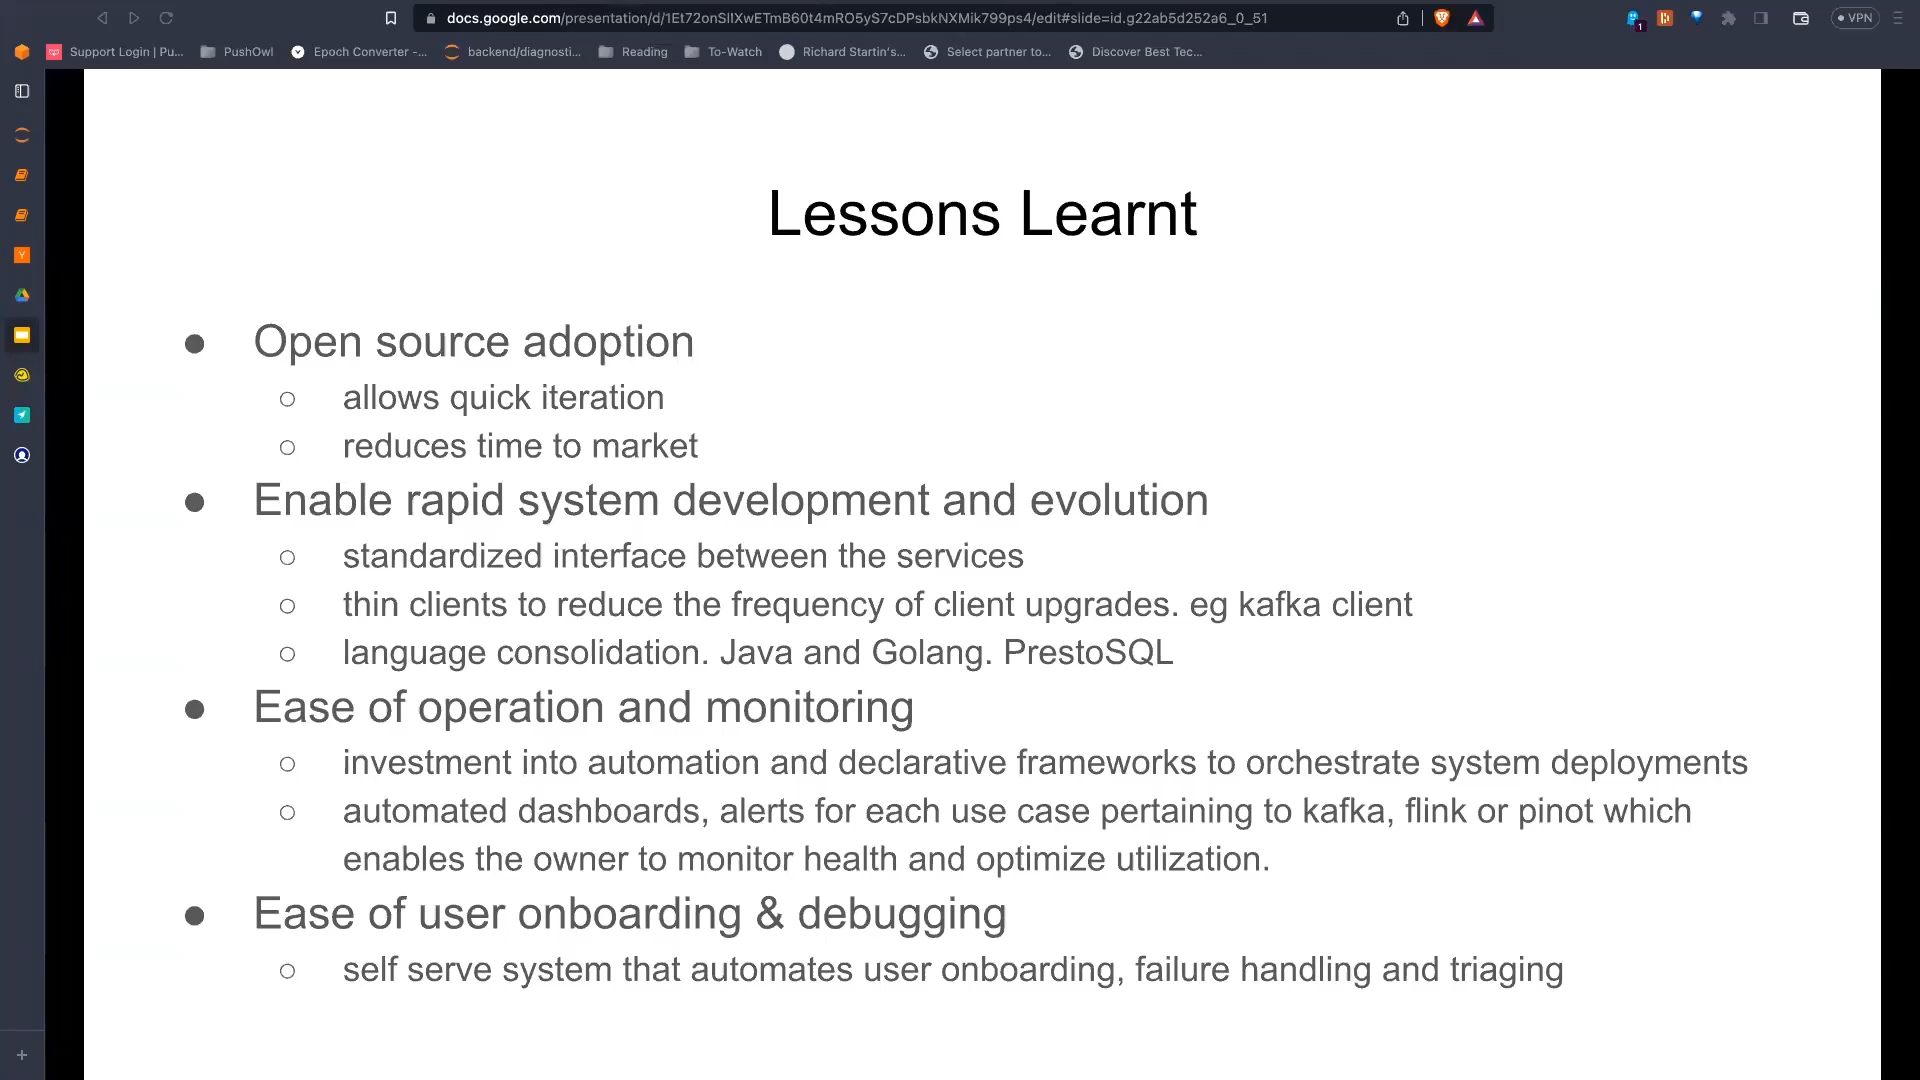 docs.google.com/presentation/d/1Et72onSlIXwETmB60t4mRO5yS7cDPsbkNXMik799ps4/edit#slide=id.g22ab5d252a6_0_51
1
VPN
Support Login | Pu...
PushOwl
Epoch Converter -...
backend/diagnosti...
Reading
To-Watch
Richard Startin's...
Select partner to...
Discover Best Tec...
Y
Lessons Learnt
● Open source adoption
○ allows quick iteration
○ reduces time to market
● Enable rapid system development and evolution
○ standardized interface between the services
○ thin clients to reduce the frequency of client upgrades. eg kafka client
○ language consolidation. Java and Golang. PrestoSQL
● Ease of operation and monitoring
○ investment into automation and declarative frameworks to orchestrate system deployments
○ automated dashboards, alerts for each use case pertaining to kafka, flink or pinot which
enables the owner to monitor health and optimize utilization.
● Ease of user onboarding & debugging
○ self serve system that automates user onboarding, failure handling and triaging